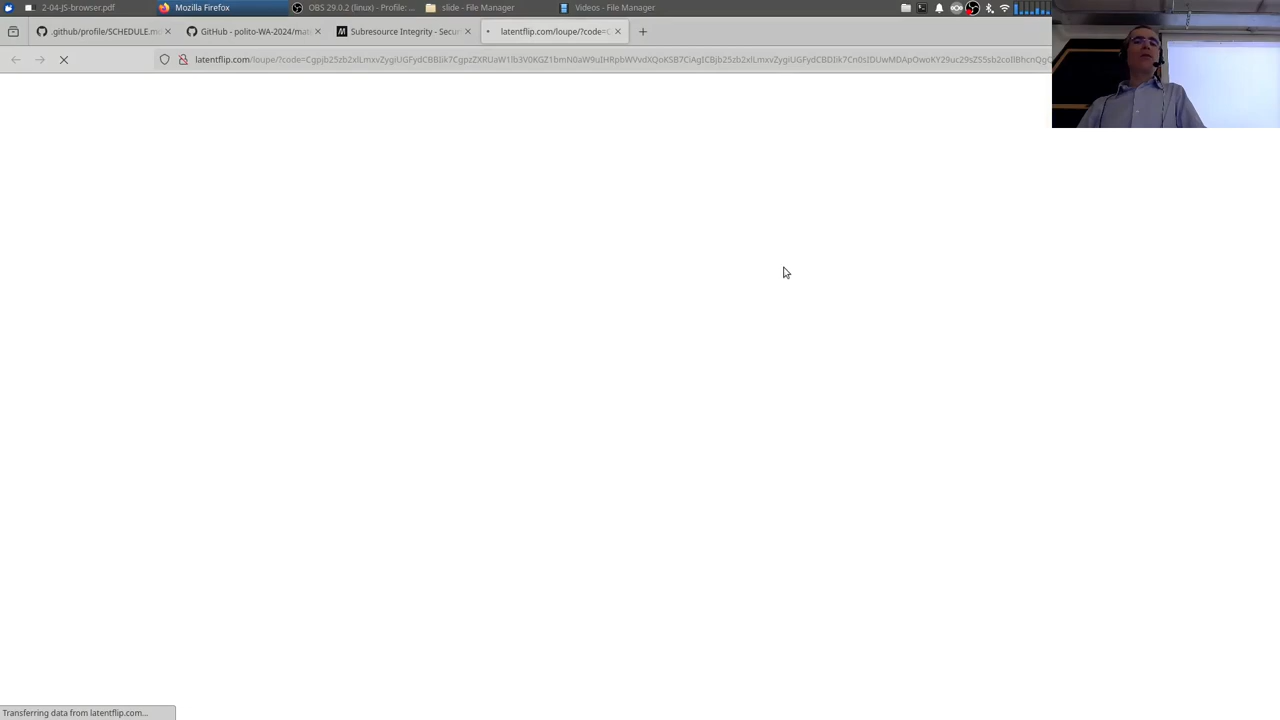 2-04-JS-browser.pdf
Mozilla Firefox
OBS 29.0.2 (linux) - Profile: ...
slide - File Manager
Videos - File Manager
.github/profile/SCHEDULE.m
GitHub - polito-WA-2024/mat
Subresource Integrity - Secur
latentflip.com/loupe/?code=C
latentflip.com/loupe/?code=
Transferring data from latentflip.com...